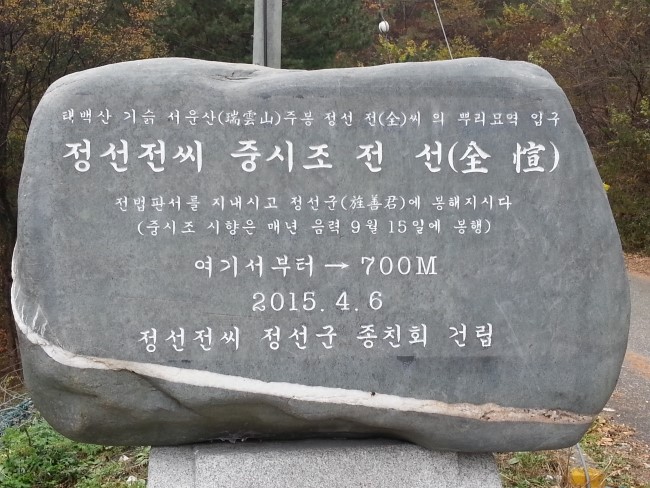 태백산 기슭 서운산(瑞雲山)주봉 정선 전(全)씨 의 뿌리묘역 입구
정선전씨 중시조 전 선(全 愃)
전법판서를 지내시고 정선군(旌善君)에 봉해지시다
(중시조 시향은 매년 음력 9월 15일에 봉행)
여기서부터 → 700M
2015. 4. 6
정선전씨 정선군 종친회 건립